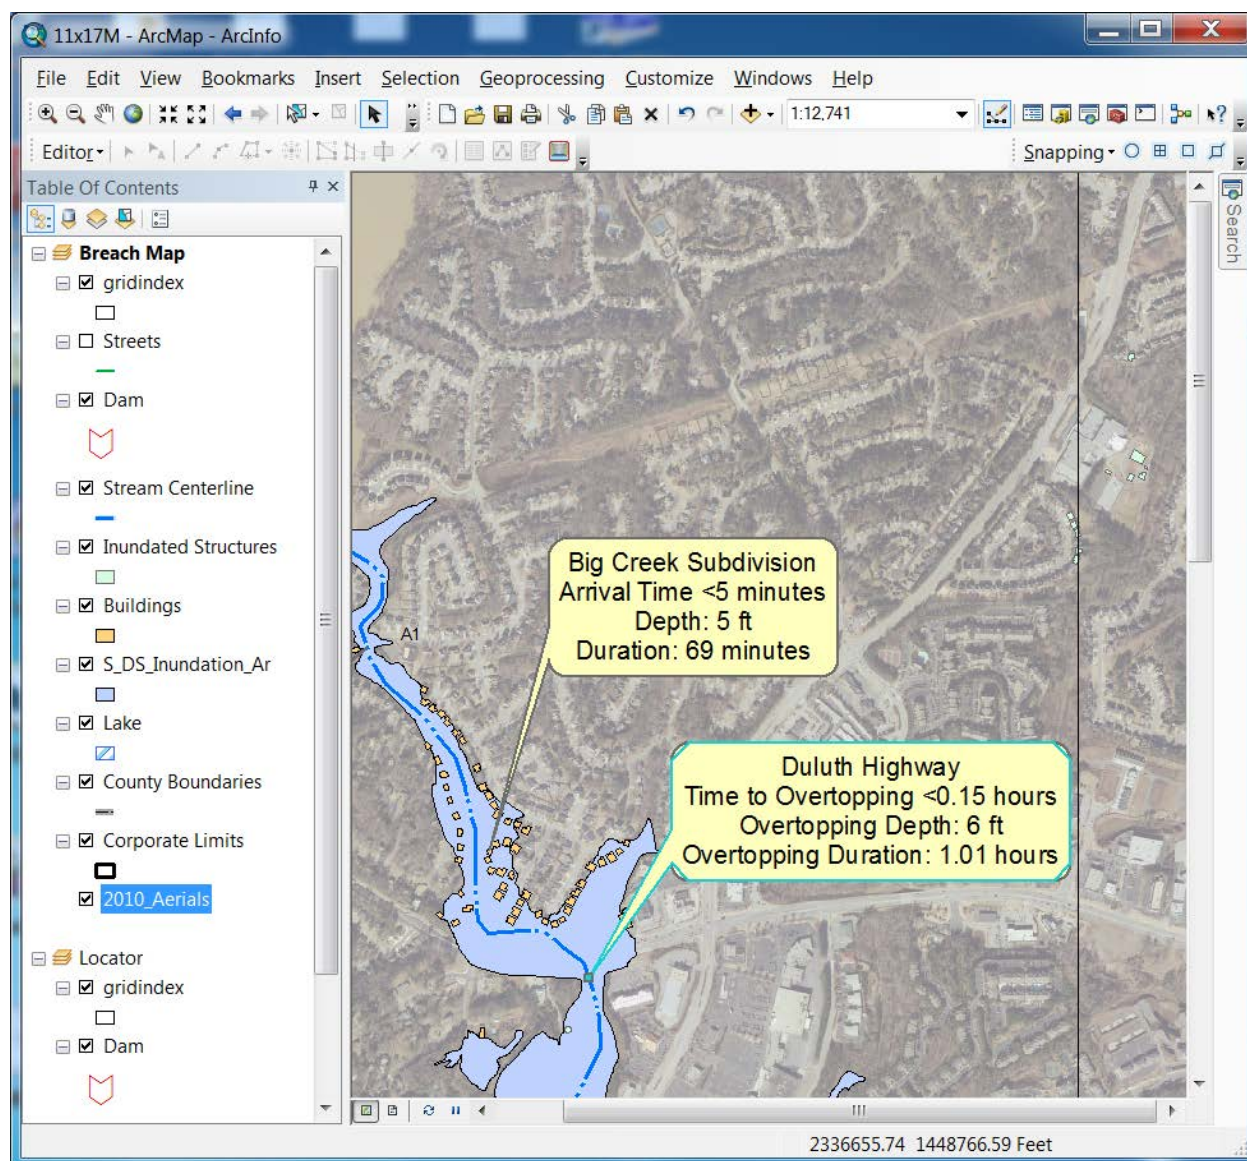 11x17M - ArcMap - ArcInfo
File Edit View Bookmarks Insert Selection Geoprocessing Customize Windows Help
1:12,741
Editor
Snapping
Table Of Contents
Search
Breach Map
gridindex
Streets
Dam
Stream Centerline
Inundated Structures
Buildings
S_DS_Inundation_Ar
Lake
County Boundaries
Corporate Limits
2010_Aerials
Locator
gridindex
Dam
A1
Big Creek Subdivision
Arrival Time <5 minutes
Depth: 5 ft
Duration: 69 minutes
Duluth Highway
Time to Overtopping <0.15 hours
Overtopping Depth: 6 ft
Overtopping Duration: 1.01 hours
2336655.74 1448766.59 Feet